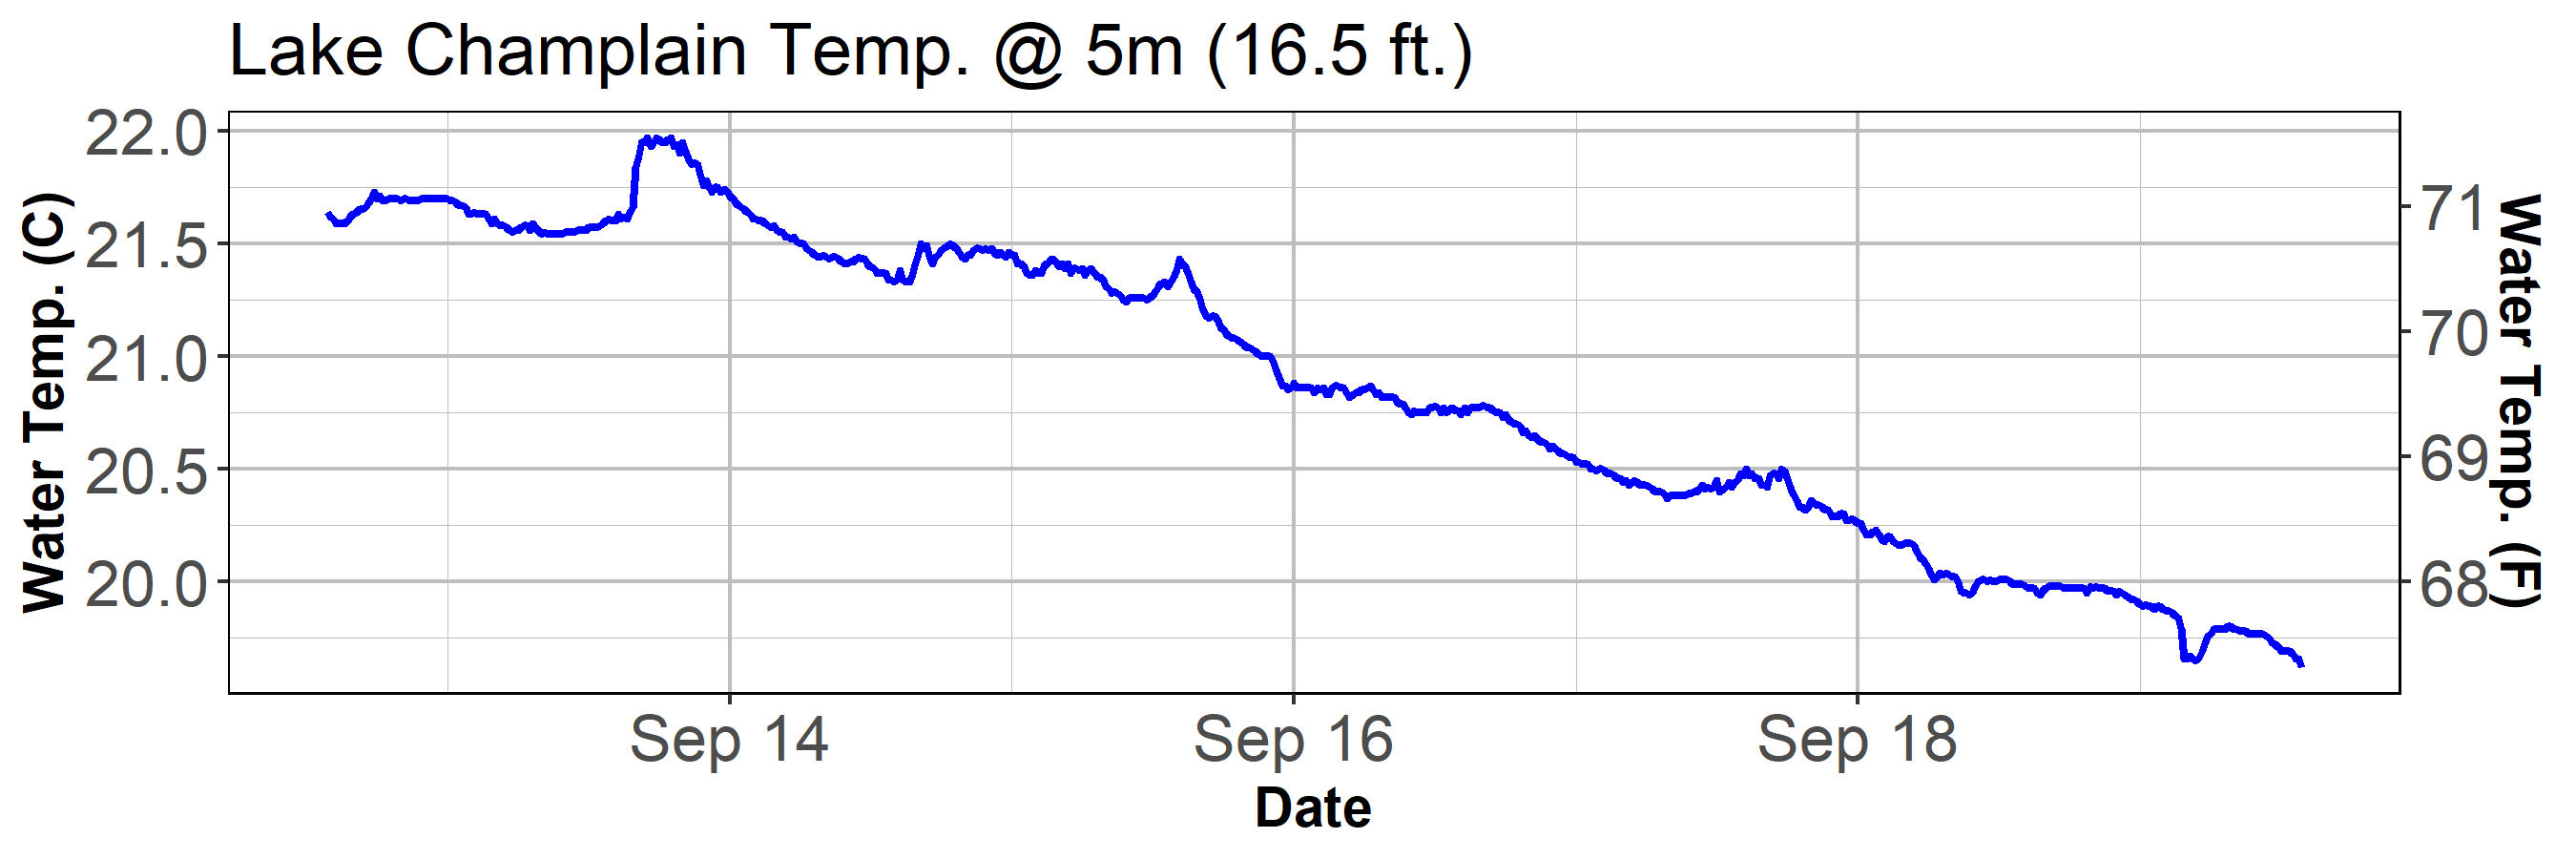 Lake Champlain Temp. @ 5m (16.5 ft.)
Water Temp. (C)
22.0
21.5
21.0
20.5
20.0
71
70
69
68
Water Temp. (F)
Sep 14 Sep 16 Sep 18
Date